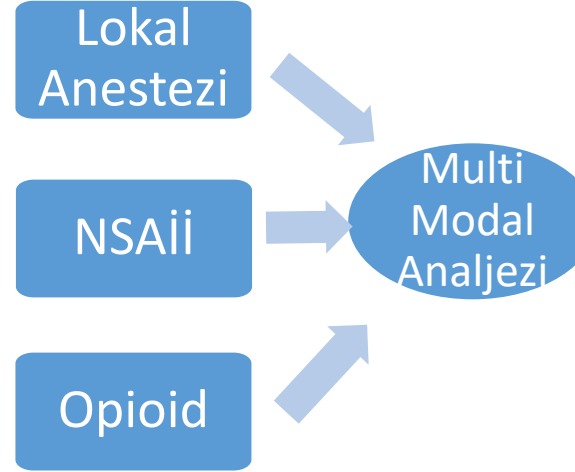 Lokal
Anestezi
NSAİİ
Opioid
Multi
Modal
Analjezi